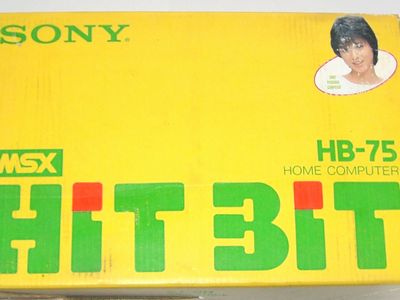 SONY®
MSX
HB-75
HOME COMPUTER
HiT BiT